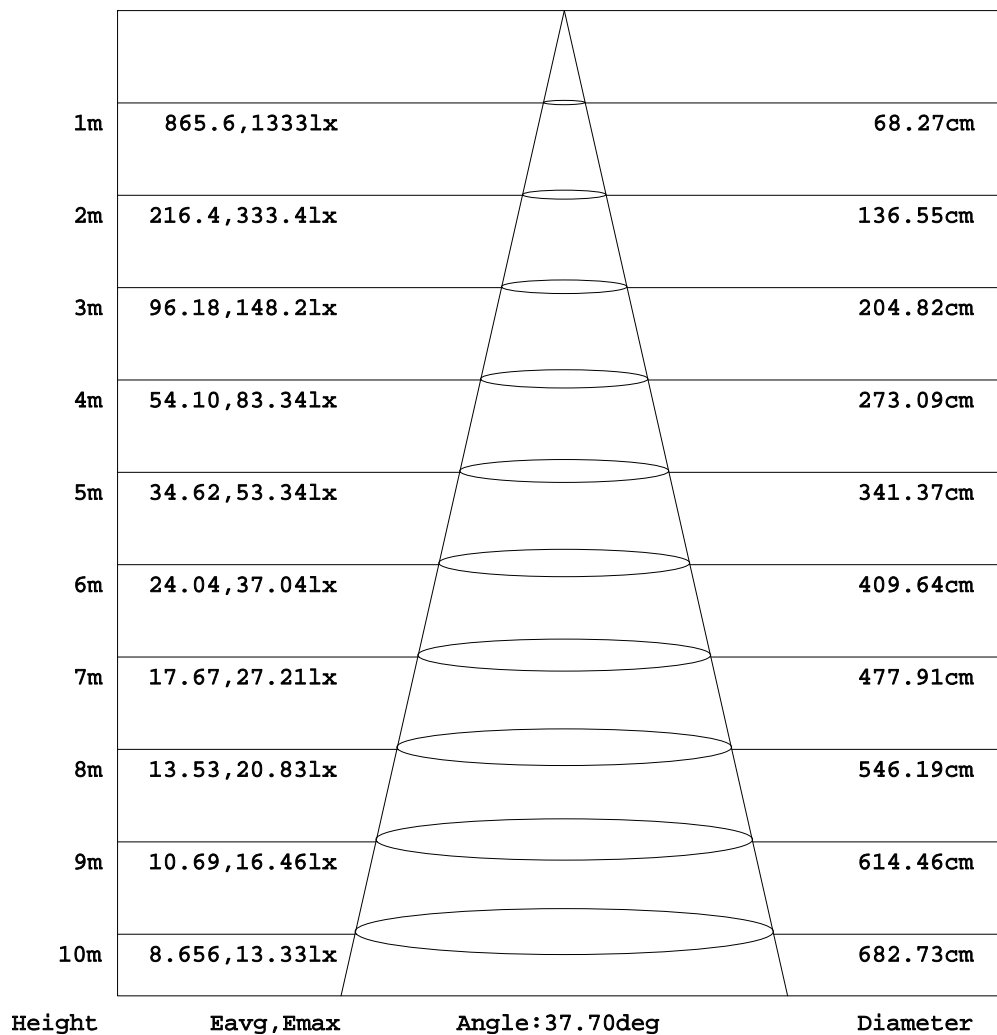 1m 865.6,1333lx 68.27cm
2m 216.4,333.4lx 136.55cm
3m 96.18,148.2lx 204.82cm
4m 54.10,83.34lx 273.09cm
5m 34.62,53.34lx 341.37cm
6m 24.04,37.04lx 409.64cm
7m 17.67,27.21lx 477.91cm
8m 13.53,20.83lx 546.19cm
9m 10.69,16.46lx 614.46cm
10m 8.656,13.33lx 682.73cm
Height Eavg,Emax Angle:37.70deg Diameter